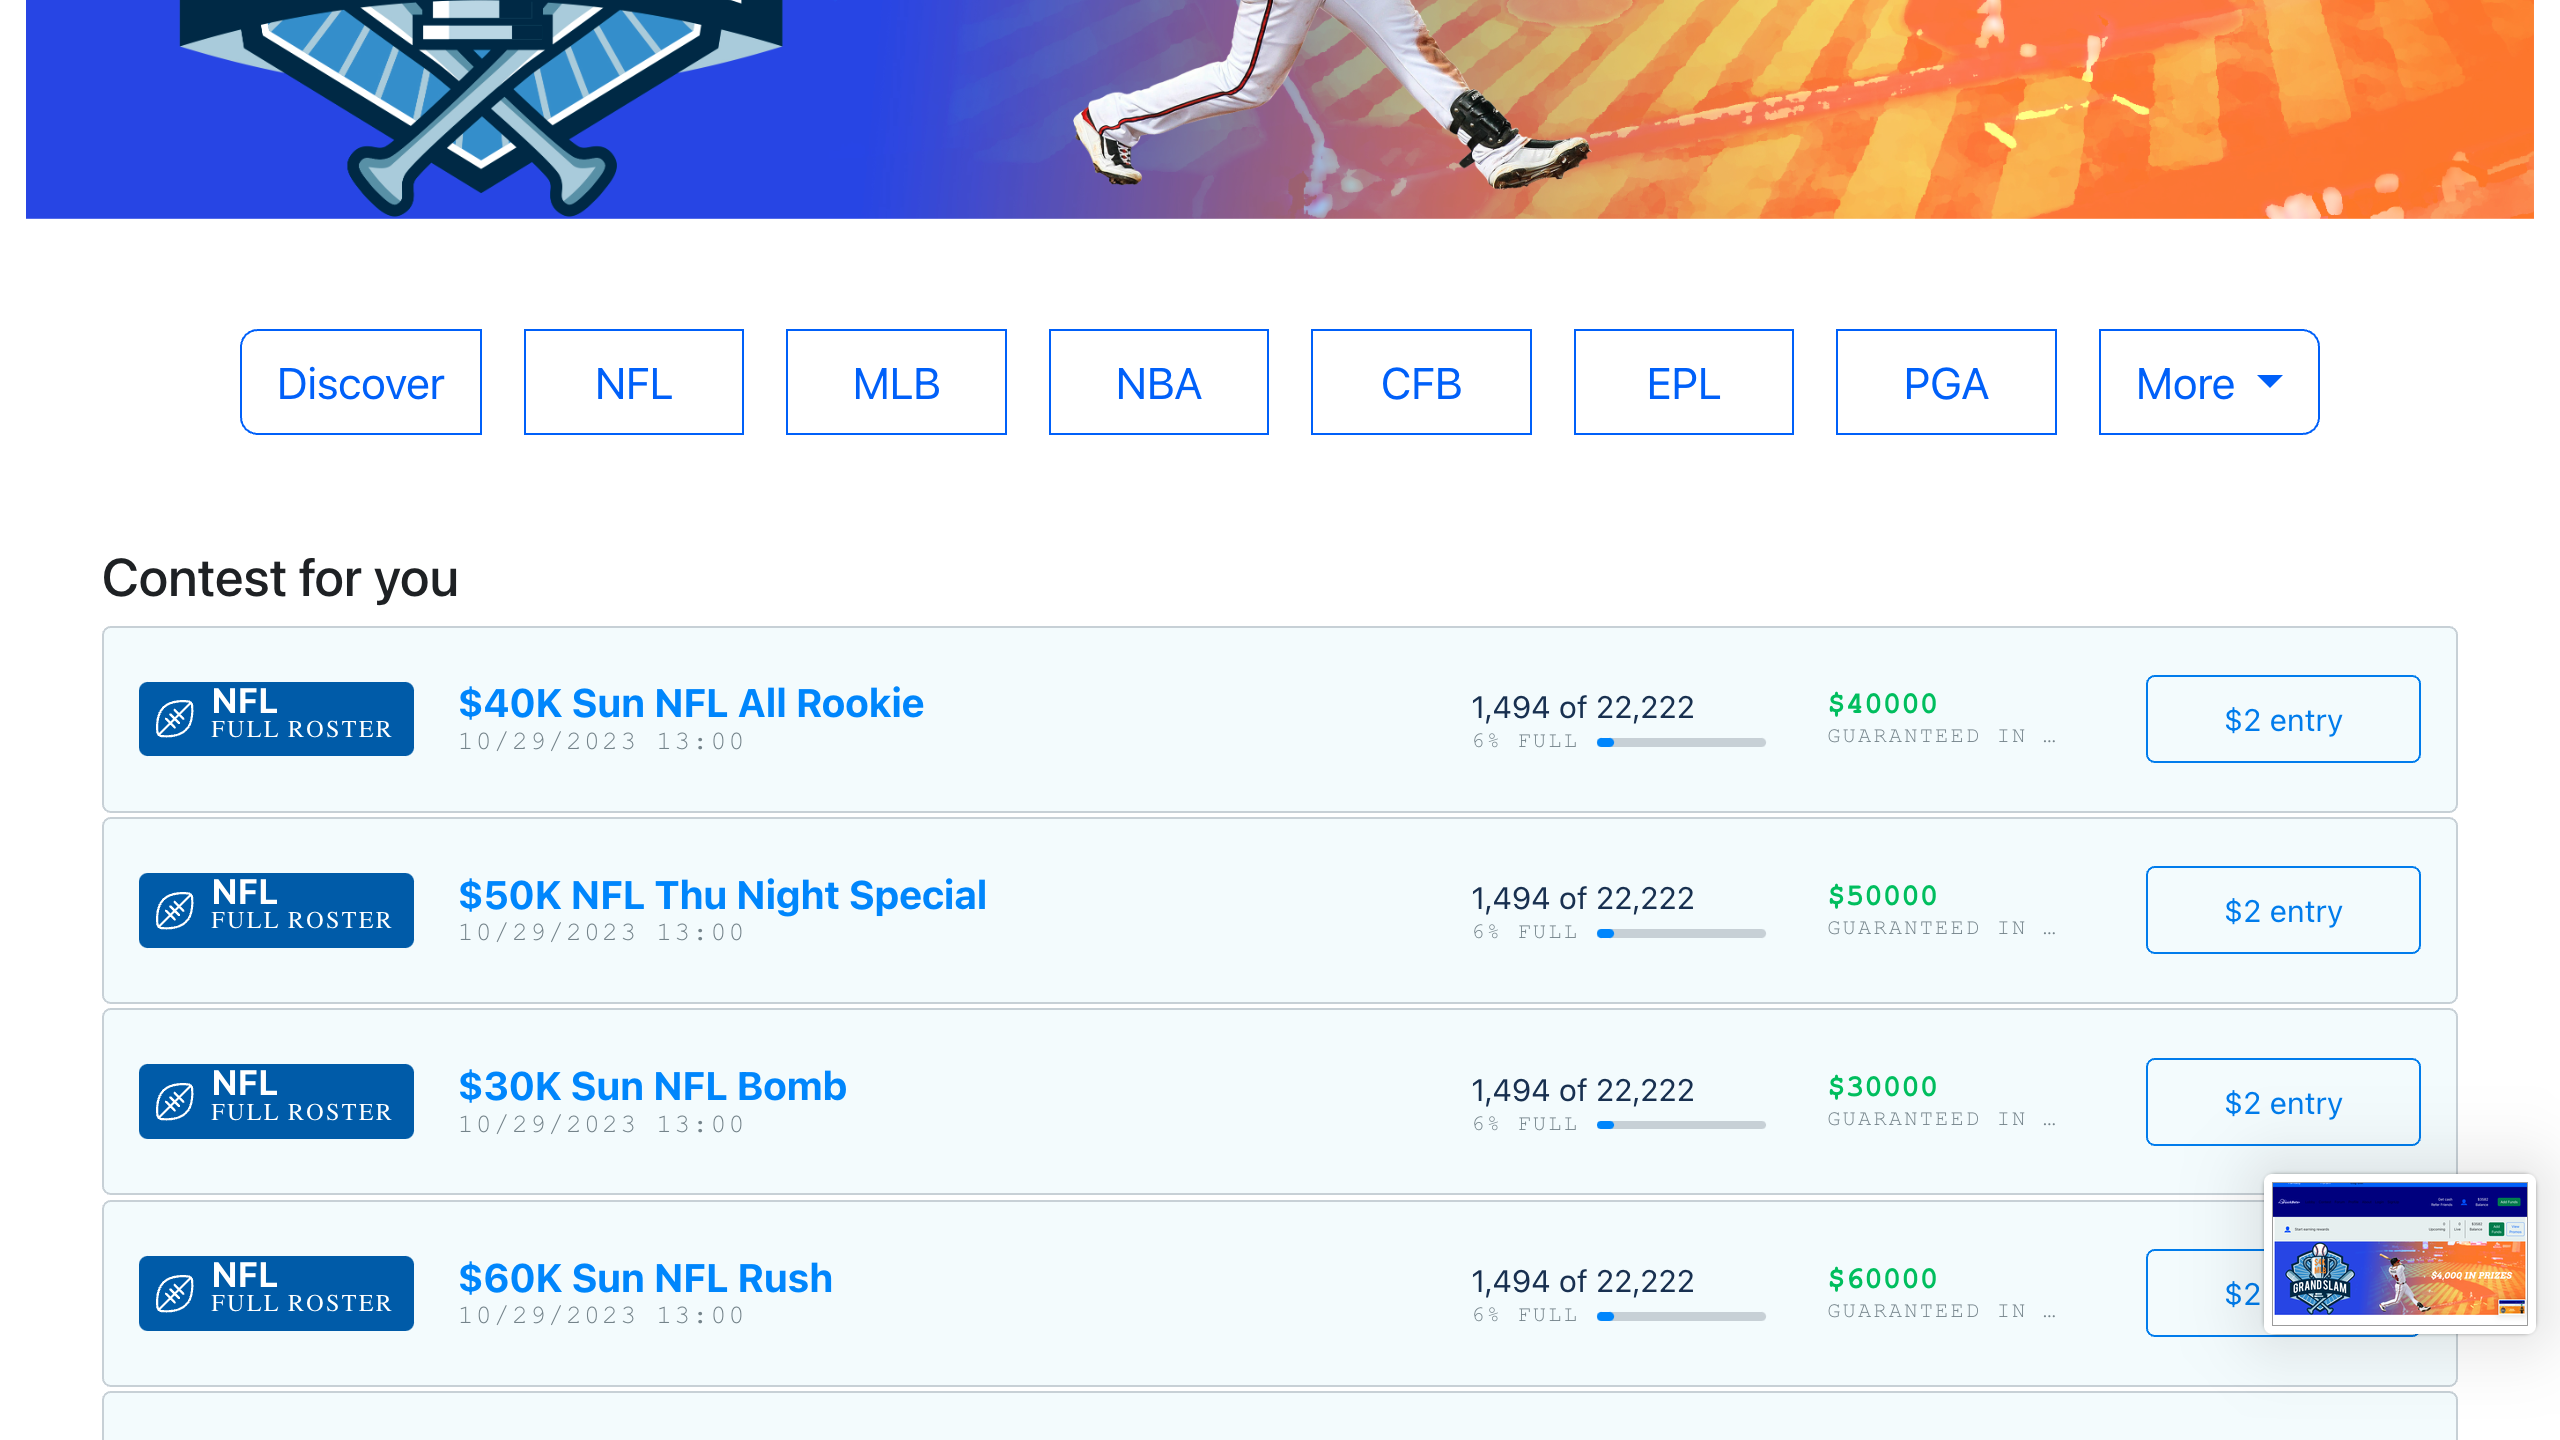 Discover
NFL
MLB
NBA
CFB
EPL
PGA
More
Contest for you
NFL
FULL ROSTER
$40K Sun NFL All Rookie
10/29/2023 13:00
1,494 of 22,222
6% FULL
$40000
GUARANTEED IN …
$2 entry
NFL
FULL ROSTER
$50K NFL Thu Night Special
10/29/2023 13:00
1,494 of 22,222
6% FULL
$50000
GUARANTEED IN …
$2 entry
NFL
FULL ROSTER
$30K Sun NFL Bomb
10/29/2023 13:00
1,494 of 22,222
6% FULL
$30000
GUARANTEED IN …
$2 entry
NFL
FULL ROSTER
$60K Sun NFL Rush
10/29/2023 13:00
1,494 of 22,222
6% FULL
$60000
GUARANTEED IN …
$2
GRAND SLAM
$4,000 IN PRIZES